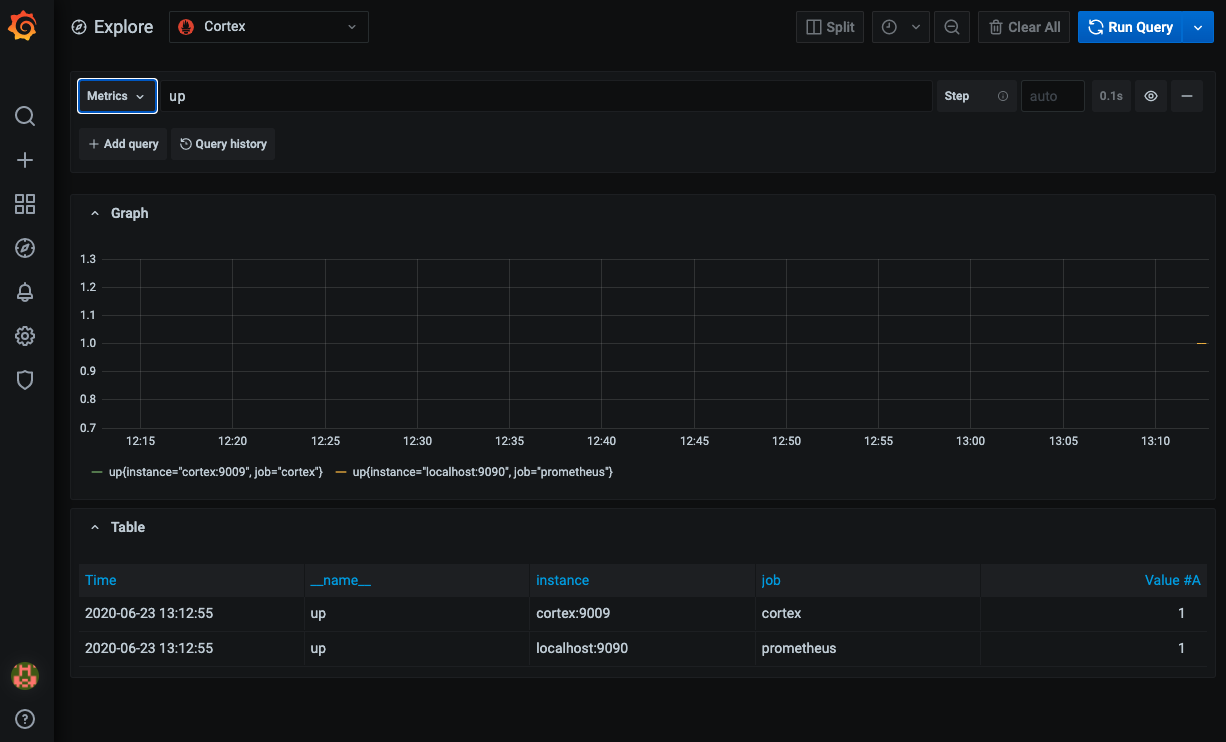 Explore Cortex Split Clear All Run Query
Metrics up Step auto 0.1s
Add query Query history
Graph
1.3
1.2
1.1
1.0
0.9
0.8
0.7
12:15 12:20 12:25 12:30 12:35 12:40 12:45 12:50 12:55 13:00 13:05 13:10
up{instance="cortex:9009", job="cortex"} up{instance="localhost:9090", job="prometheus"}
Table
Time __name__ instance job Value #A
2020-06-23 13:12:55 up cortex:9009 cortex 1
2020-06-23 13:12:55 up localhost:9090 prometheus 1